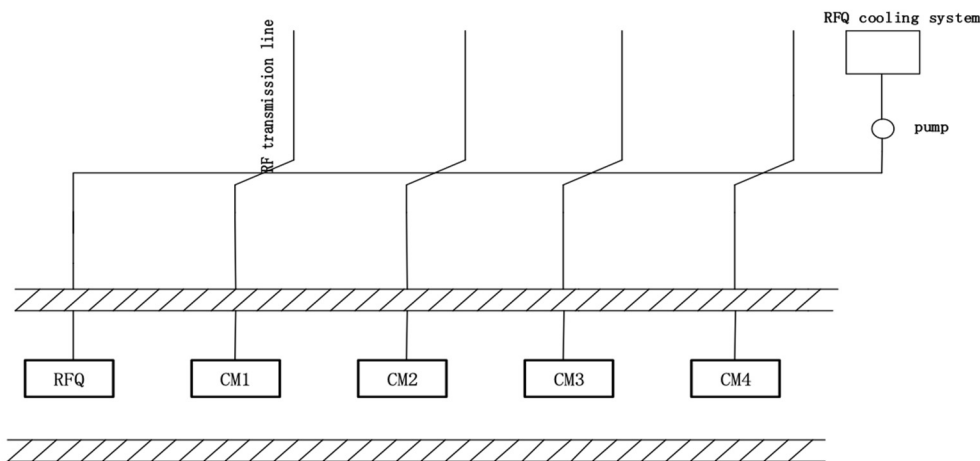 RFQ cooling system
RF transmission line
pump
RFQ
CM1
CM2
CM3
CM4